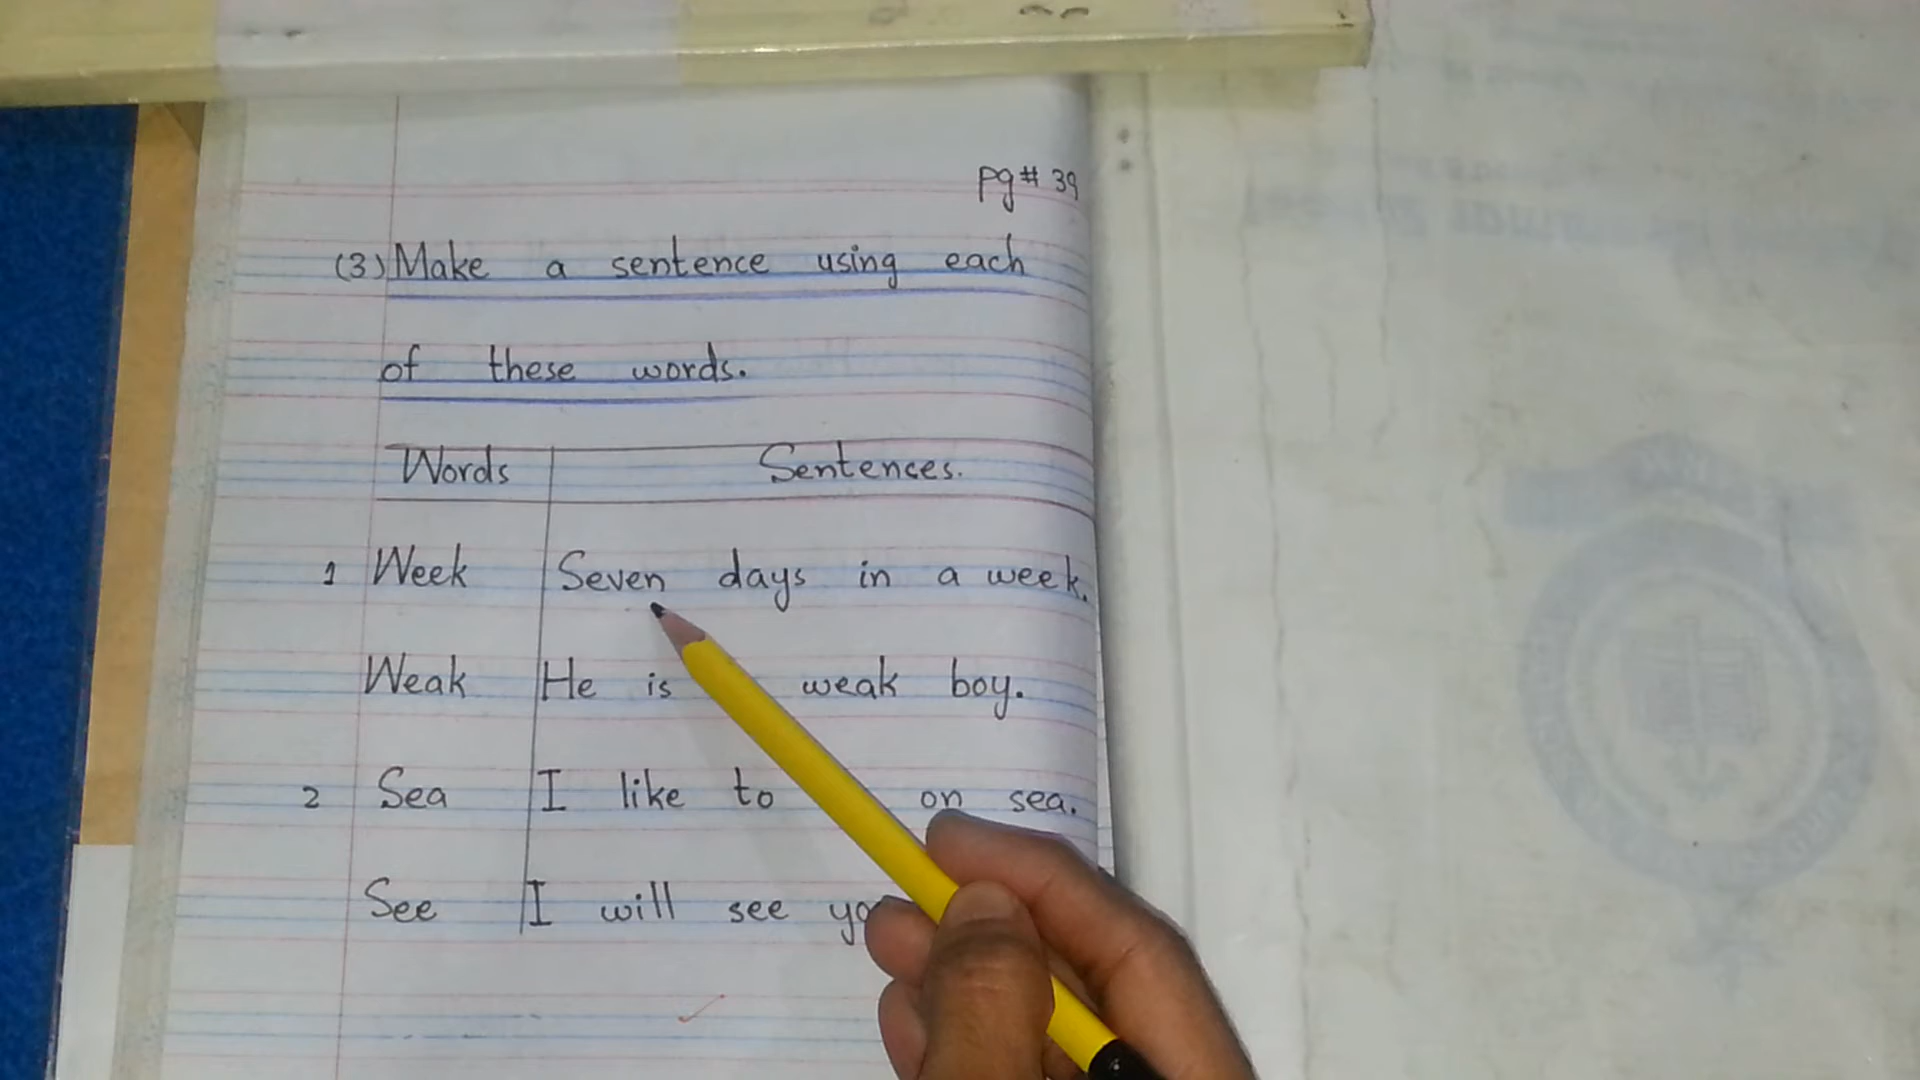 pg# 39
(3) Make a sentence using each
of these words.
Words Sentences.
1 Week Seven days in a week.
Weak He is weak boy.
2 Sea I like to on sea.
See I will see